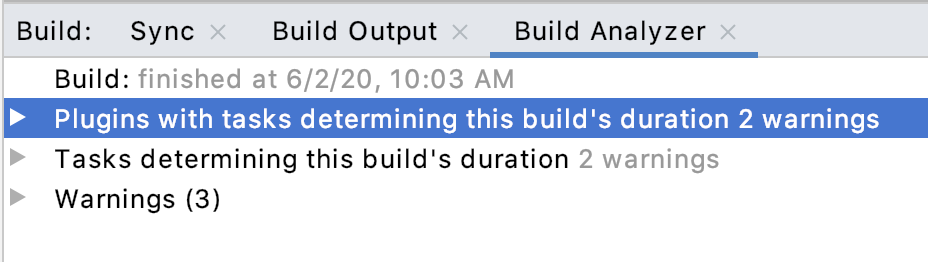 Build: Sync Build Output Build Analyzer
Build: finished at 6/2/20, 10:03 AM
Plugins with tasks determining this build's duration 2 warnings
Tasks determining this build's duration 2 warnings
Warnings (3)